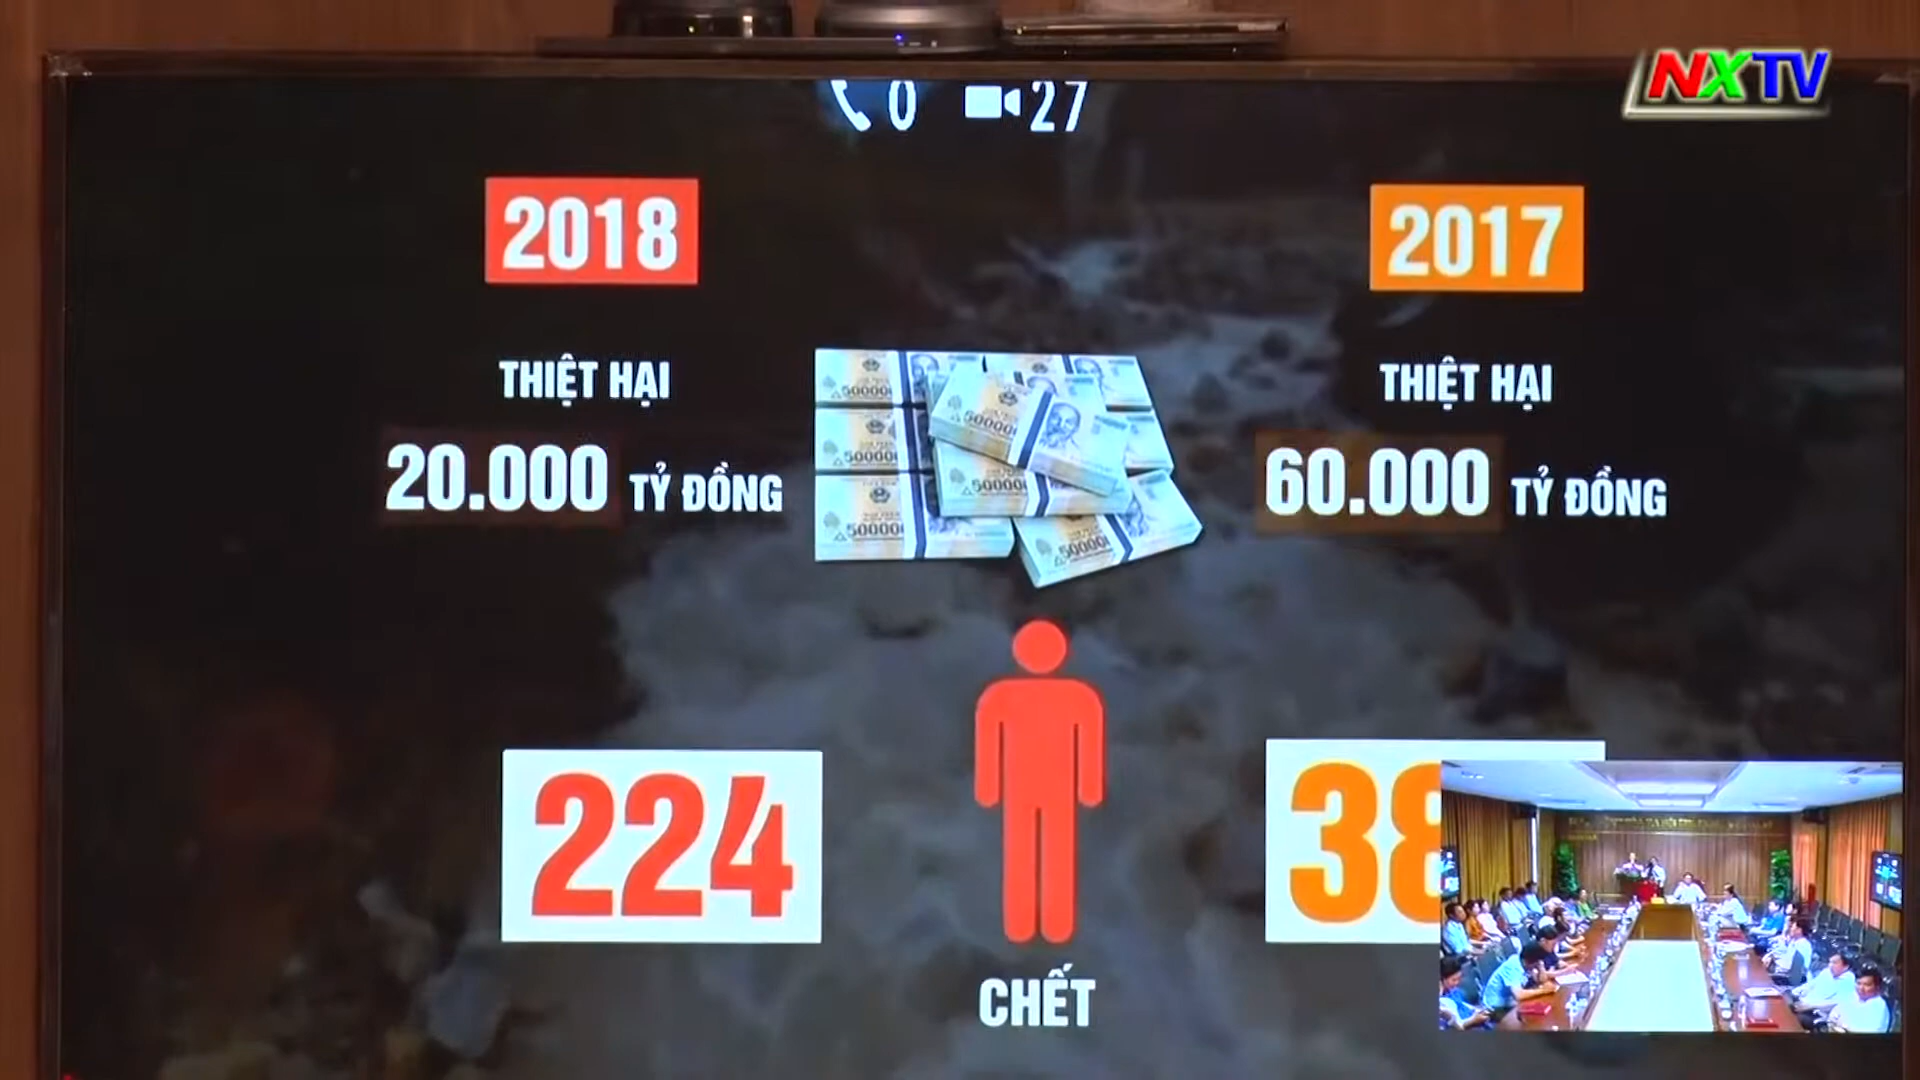 NXTV
0 27
2018
2017
THIỆT HẠI
THIỆT HẠI
20.000 TỶ ĐỒNG
60.000 TỶ ĐỒNG
224
CHẾT